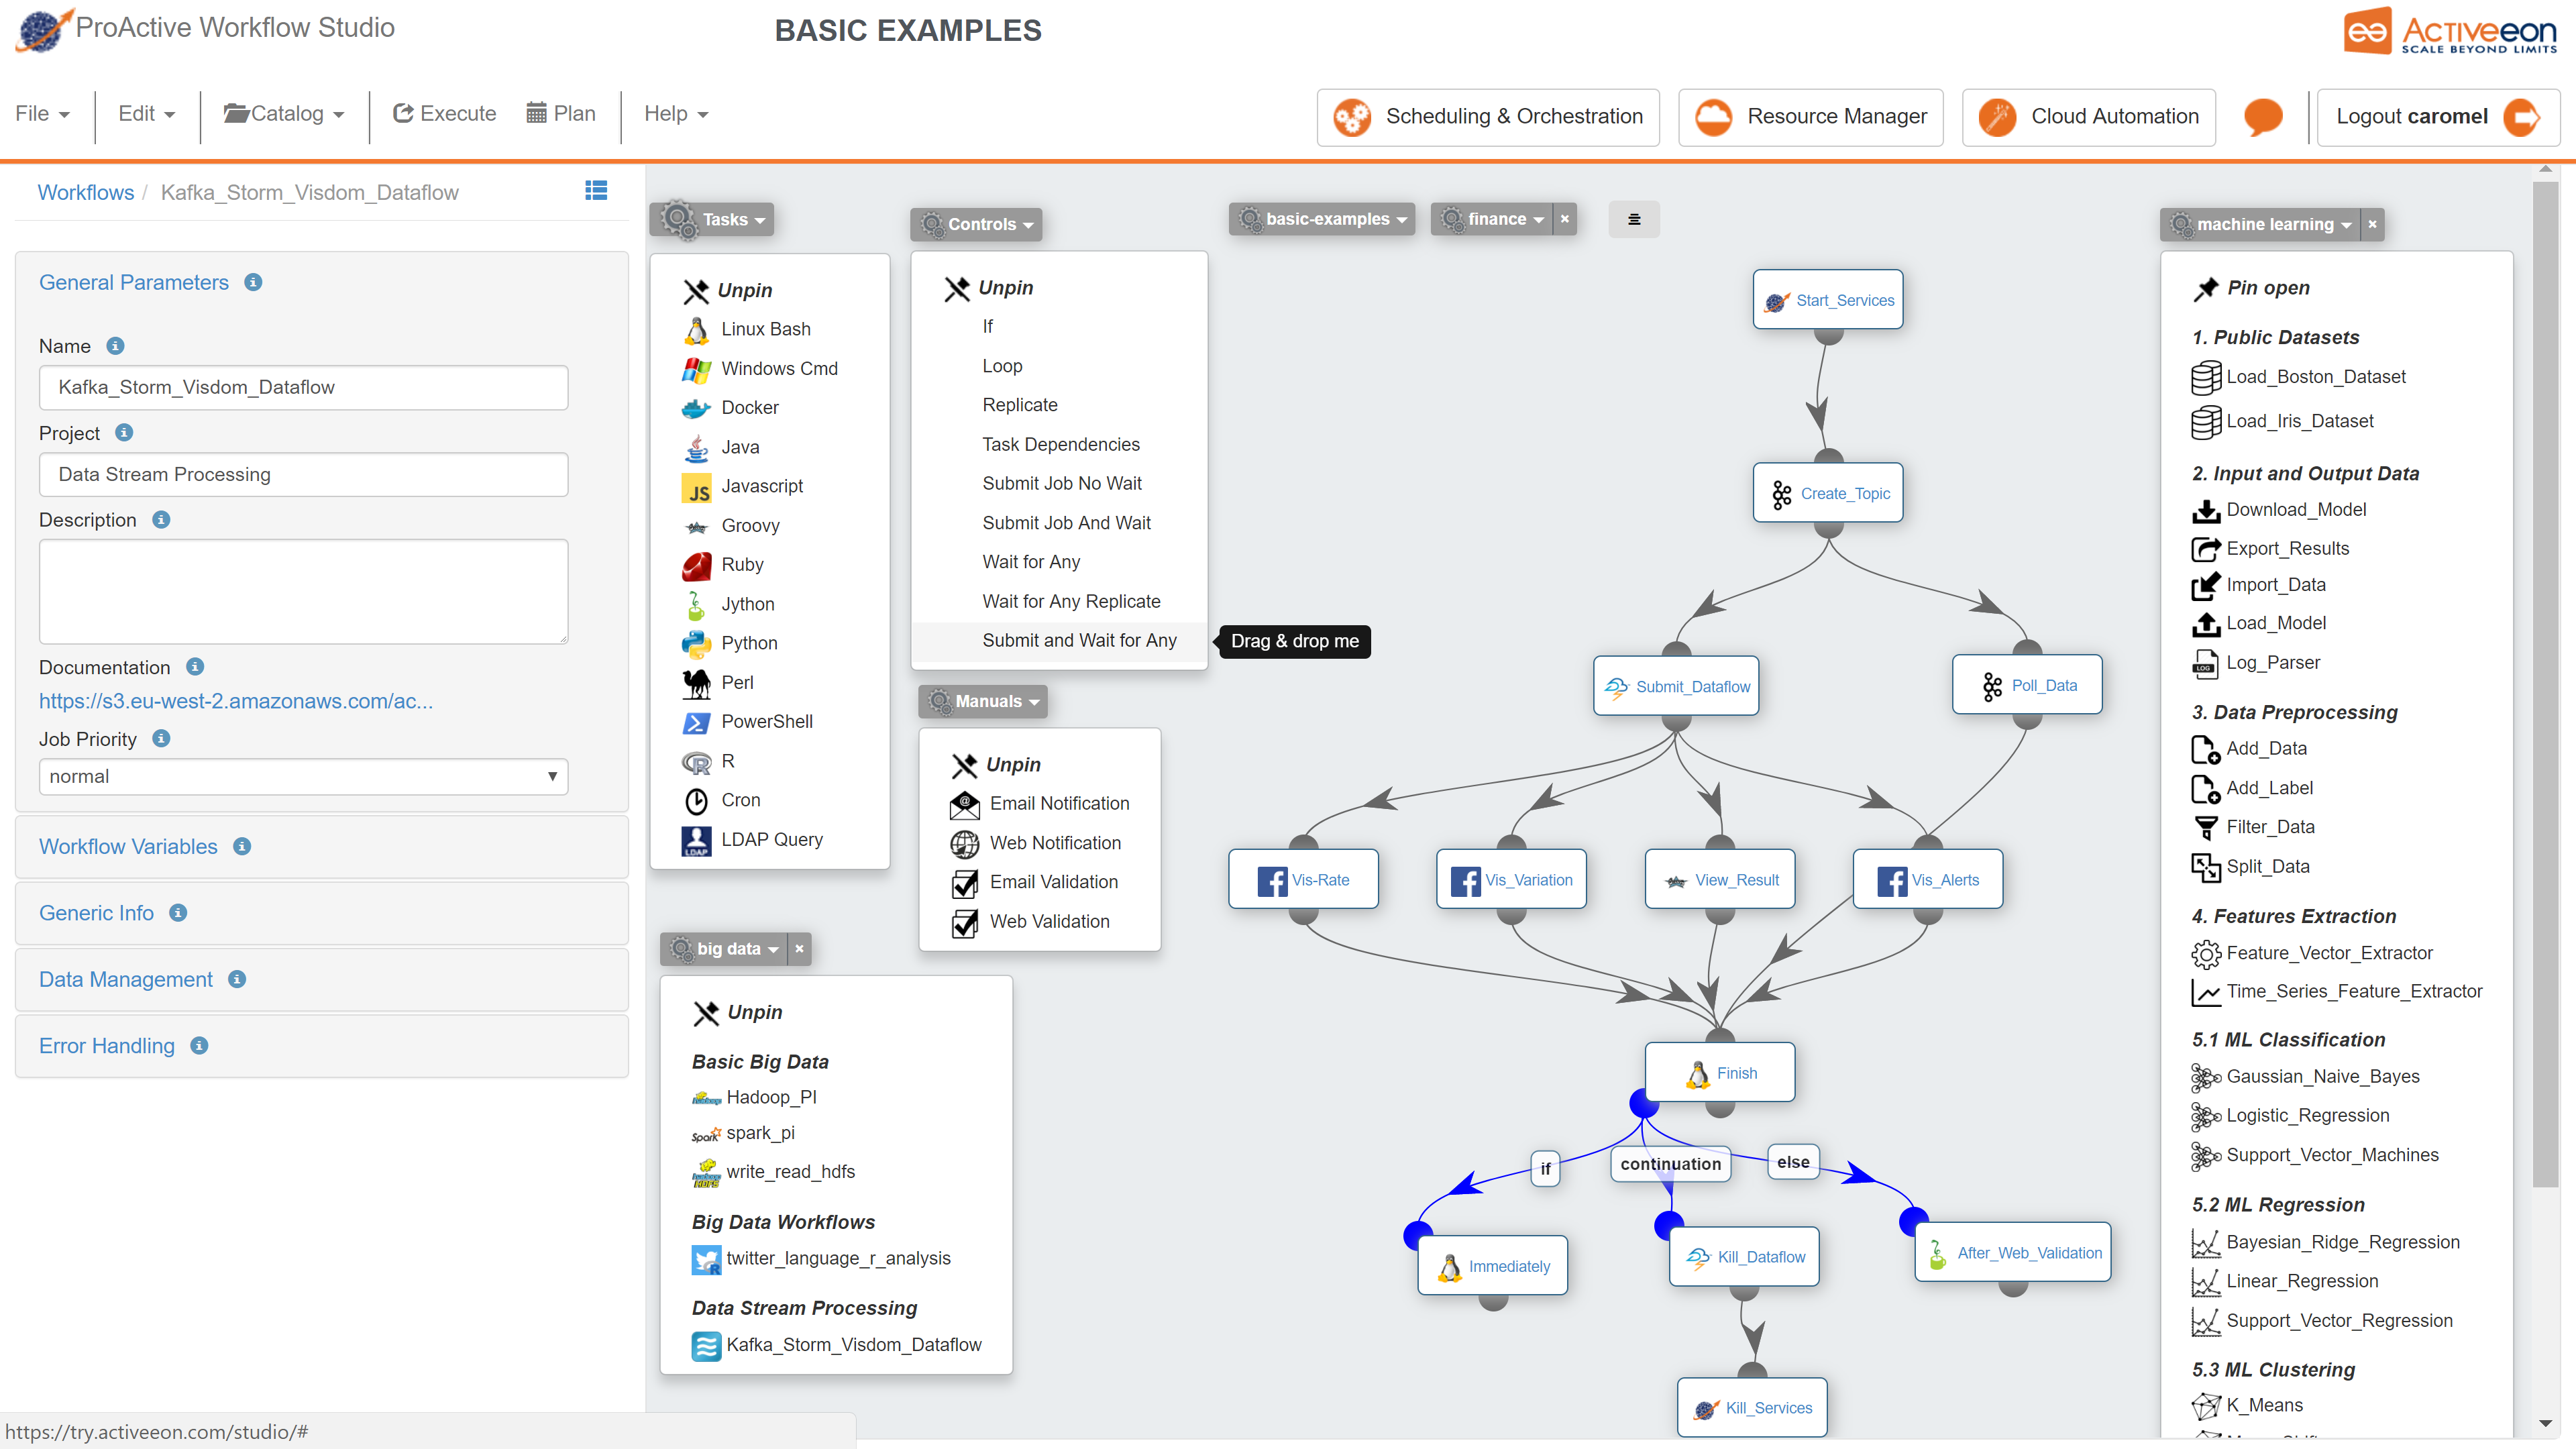 ProActive Workflow Studio
BASIC EXAMPLES
Activeeon
SCALE BEYOND LIMITS
File
Edit
Catalog
Execute
Plan
Help
Scheduling & Orchestration
Resource Manager
Cloud Automation
Logout caromel
Workflows / Kafka_Storm_Visdom_Dataflow
General Parameters
Name
Kafka_Storm_Visdom_Dataflow
Project
Data Stream Processing
Description
Documentation
https://s3.eu-west-2.amazonaws.com/ac...
Job Priority
normal
Workflow Variables
Generic Info
Data Management
Error Handling
Tasks
Unpin
Linux Bash
Windows Cmd
Docker
Java
JS Javascript
Groovy
Ruby
Jython
Python
Perl
PowerShell
R
Cron
LDAP LDAP Query
big data ×
Unpin
Basic Big Data
Hadoop_PI
Spark spark_pi
write_read_hdfs
Big Data Workflows
twitter_language_r_analysis
Data Stream Processing
Kafka_Storm_Visdom_Dataflow
Controls
Unpin
If
Loop
Replicate
Task Dependencies
Submit Job No Wait
Submit Job And Wait
Wait for Any
Wait for Any Replicate
Submit and Wait for Any
Drag & drop me
Manuals
Unpin
Email Notification
Web Notification
Email Validation
Web Validation
basic-examples
finance ×
Start_Services
Create_Topic
Submit_Dataflow
Poll_Data
Vis-Rate
Vis_Variation
View_Result
Vis_Alerts
Finish
if
continuation
else
Immediately
Kill_Dataflow
After_Web_Validation
Kill_Services
machine learning ×
Pin open
1. Public Datasets
Load_Boston_Dataset
Load_Iris_Dataset
2. Input and Output Data
Download_Model
Export_Results
Import_Data
Load_Model
LOG Log_Parser
3. Data Preprocessing
Add_Data
Add_Label
Filter_Data
Split_Data
4. Features Extraction
Feature_Vector_Extractor
Time_Series_Feature_Extractor
5.1 ML Classification
Gaussian_Naive_Bayes
Logistic_Regression
Support_Vector_Machines
5.2 ML Regression
Bayesian_Ridge_Regression
Linear_Regression
Support_Vector_Regression
5.3 ML Clustering
K_Means
https://try.activeeon.com/studio/#